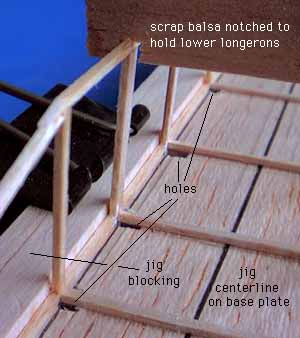 scrap balsa notched to
hold lower longerons
holes
jig
blocking
jig
centerline
on base plate